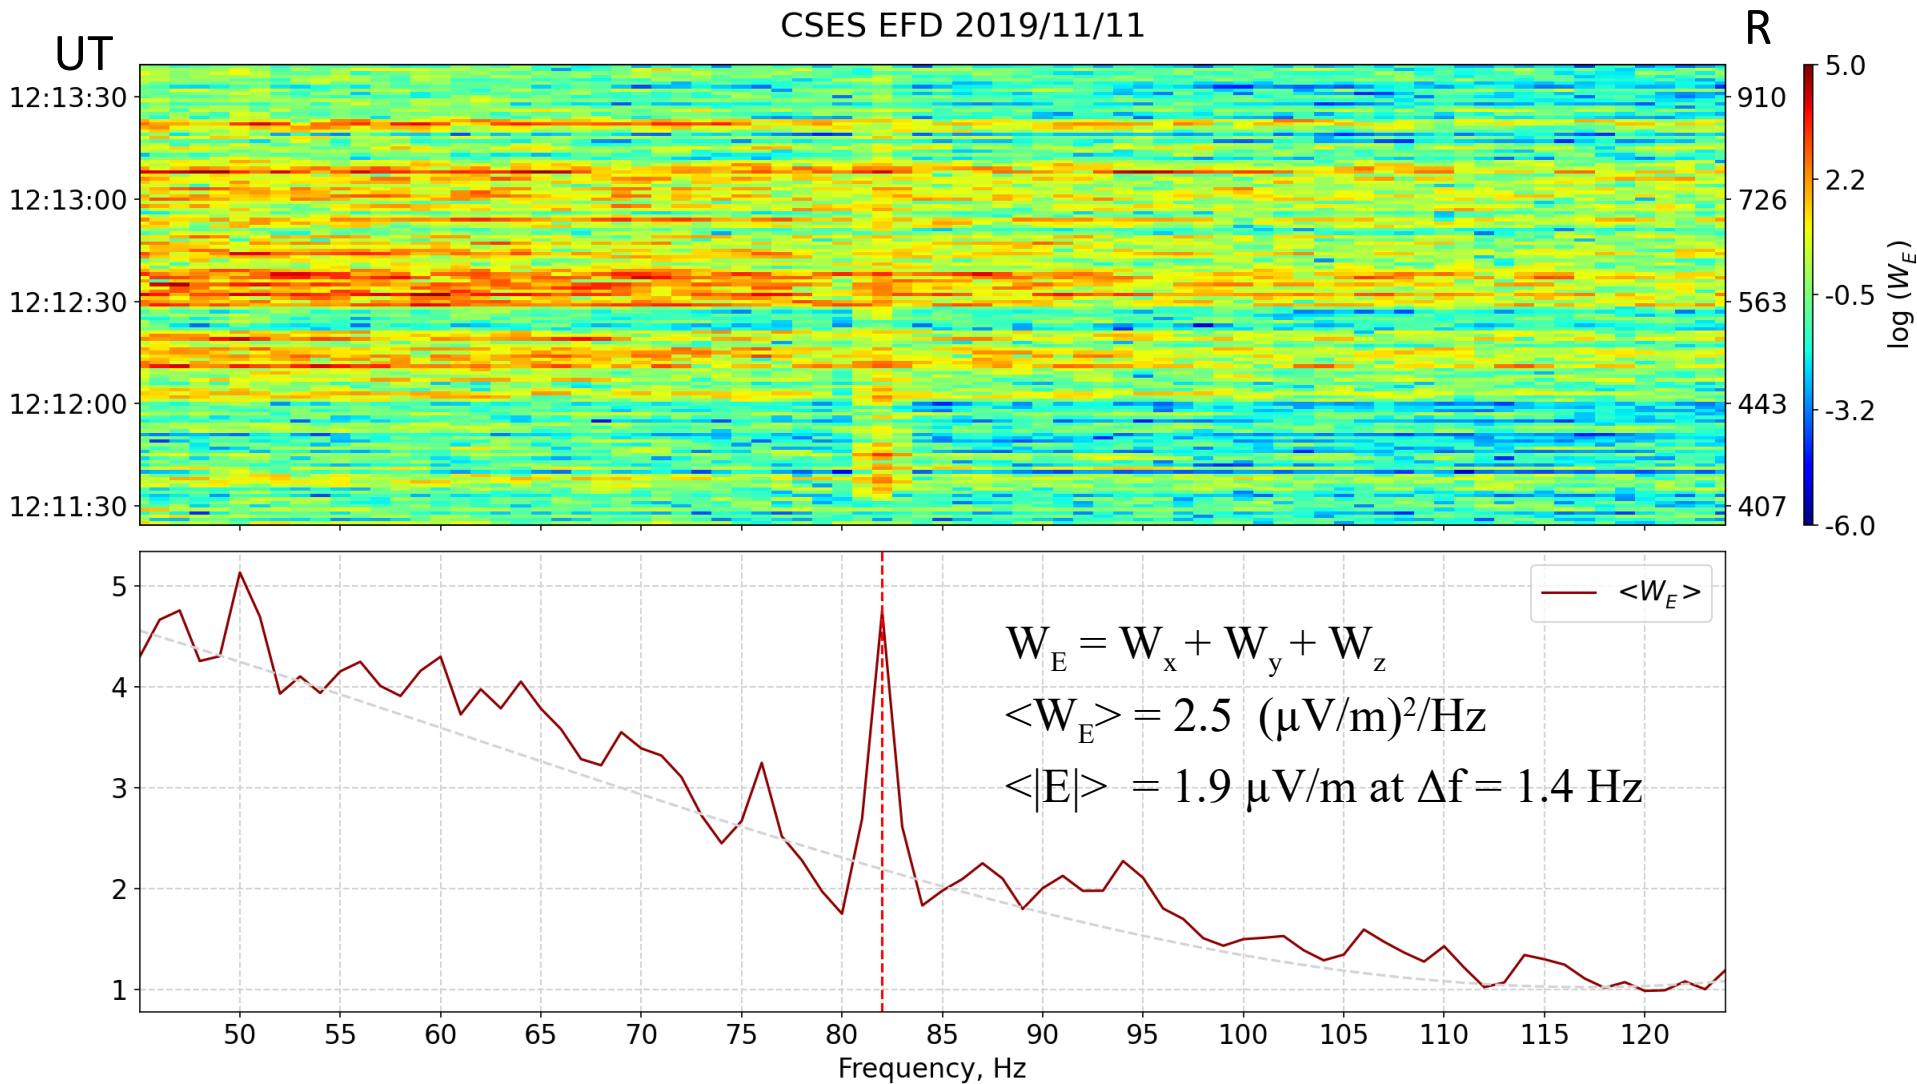 CSES EFD 2019/11/11
UT
R
12:13:30
12:13:00
12:12:30
12:12:00
12:11:30
910
726
563
443
407
5.0
2.2
-0.5
-3.2
-6.0
log (W_E)
5
4
3
2
1
<W_E>
W_E = W_x + W_y + W_z
<W_E> = 2.5 (μV/m)²/Hz
<|E|> = 1.9 μV/m at Δf = 1.4 Hz
50 55 60 65 70 75 80 85 90 95 100 105 110 115 120
Frequency, Hz